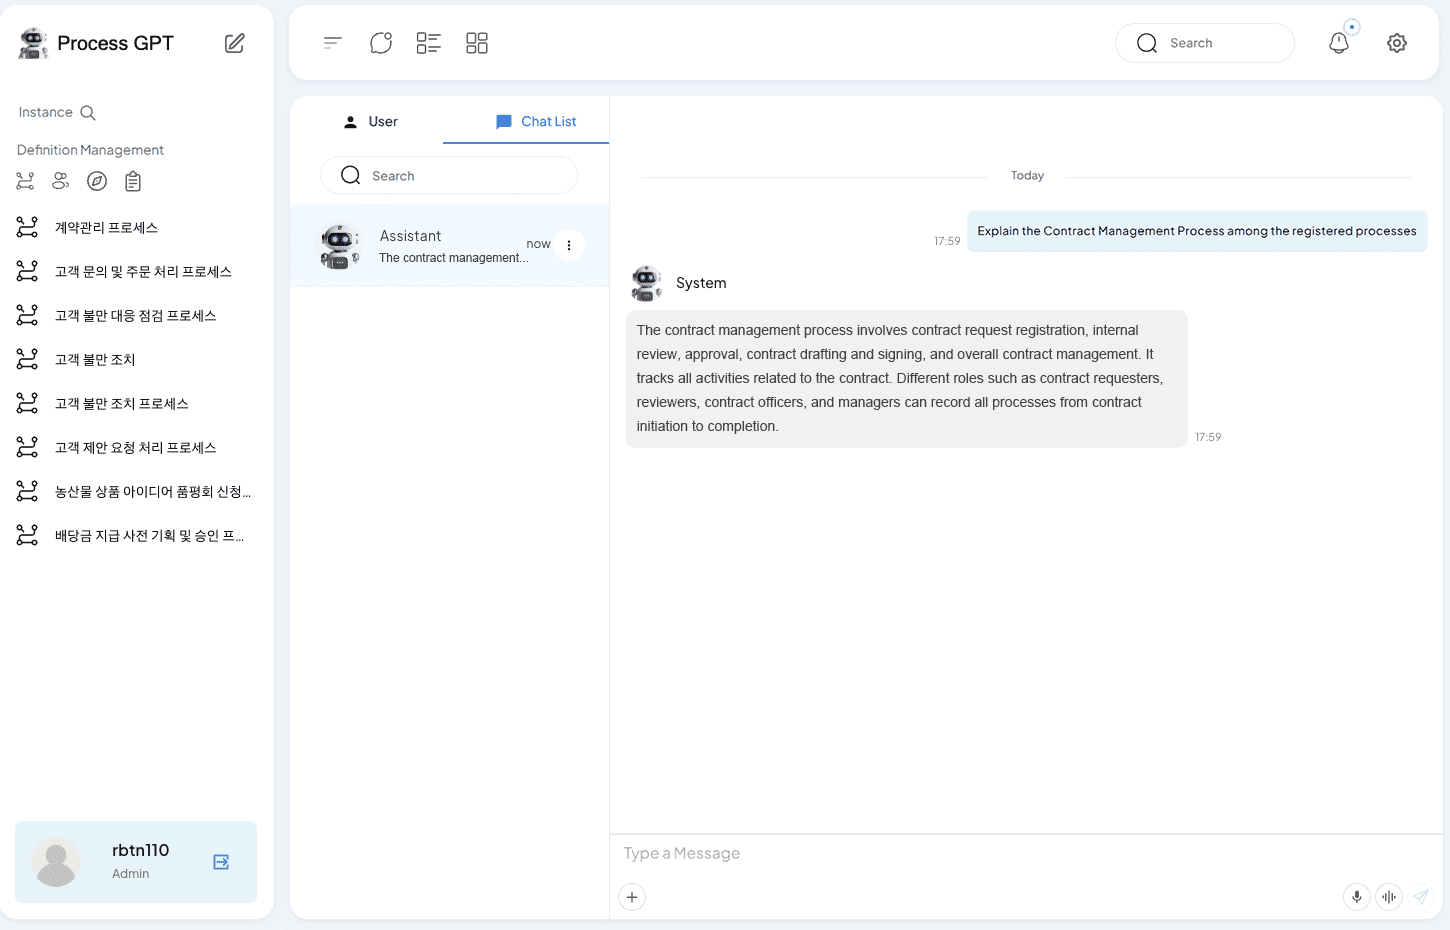 Process GPT
Instance
Definition Management
계약관리 프로세스
고객 문의 및 주문 처리 프로세스
고객 불만 대응 점검 프로세스
고객 불만 조치
고객 불만 조치 프로세스
고객 제안 요청 처리 프로세스
농산물 상품 아이디어 품평회 신청...
배당금 지급 사전 기획 및 승인 프...
rbtn110
Admin
Search
User
Chat List
Search
Assistant
now
The contract management...
Today
17:59
Explain the Contract Management Process among the registered processes
System
The contract management process involves contract request registration, internal
review, approval, contract drafting and signing, and overall contract management. It
tracks all activities related to the contract. Different roles such as contract requesters,
reviewers, contract officers, and managers can record all processes from contract
initiation to completion.
17:59
Type a Message